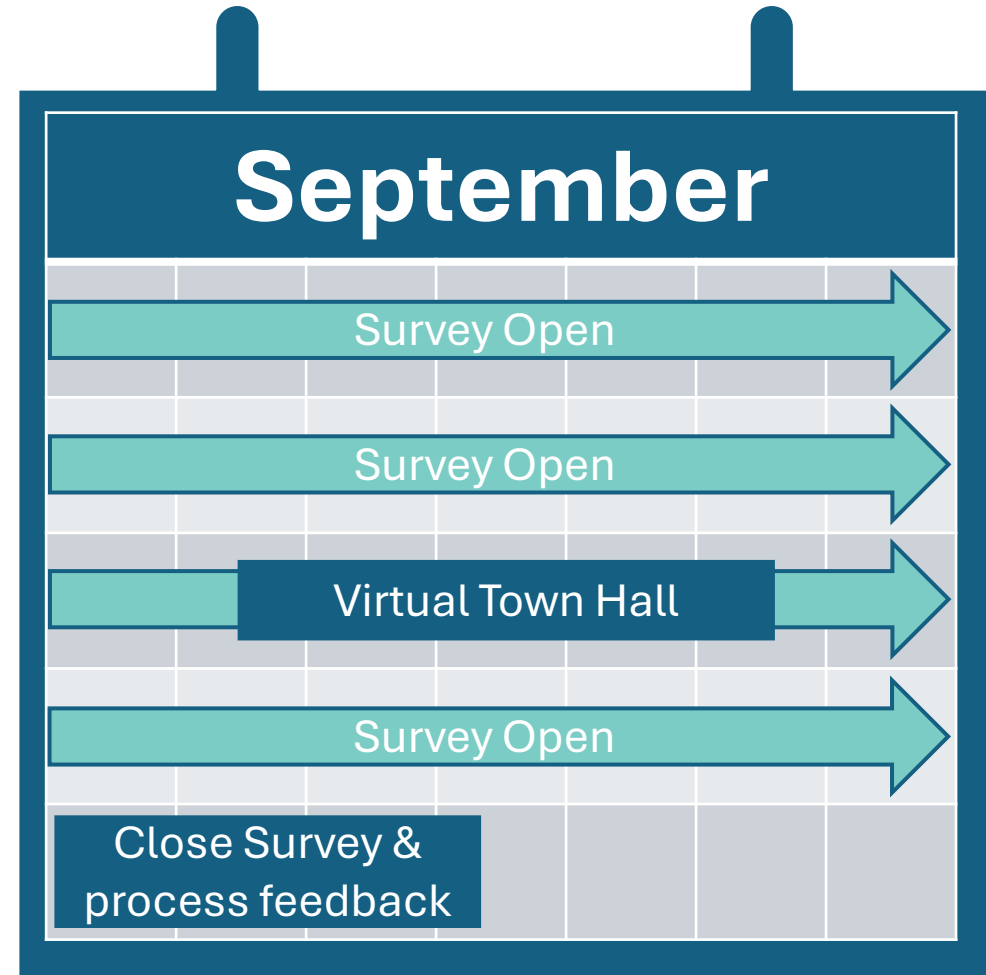 September
Survey Open
Survey Open
Virtual Town Hall
Survey Open
Close Survey &
process feedback